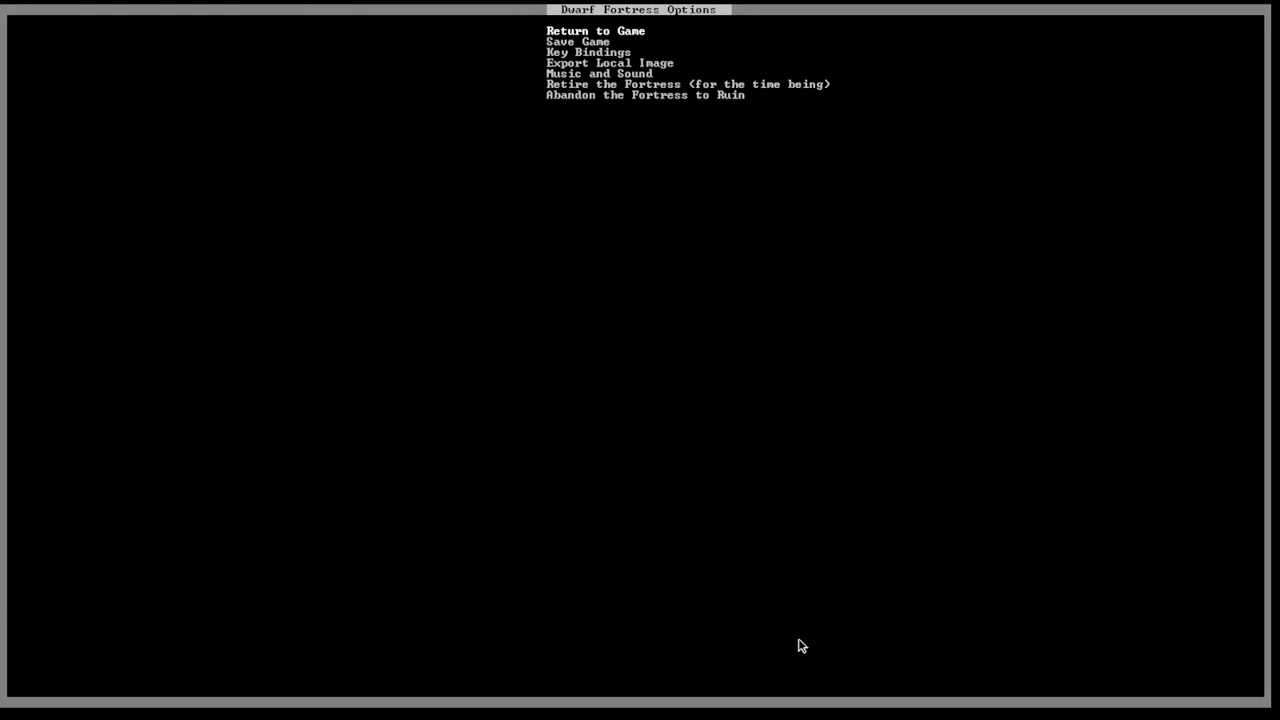 Dwarf Fortress Options
Return to Game
Save Game
Key Bindings
Export Local Image
Music and Sound
Retire the Fortress (for the time being)
Abandon the Fortress to Ruin